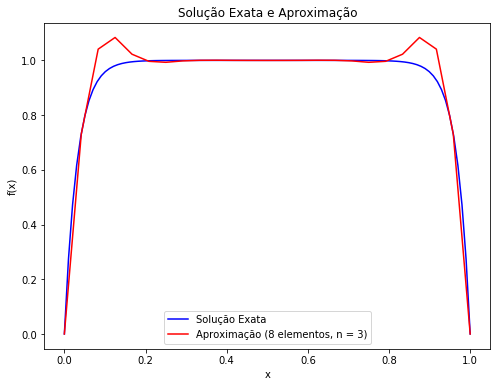 Solução Exata e Aproximação
f(x)
1.0
0.8
0.6
0.4
0.2
0.0
Solução Exata
Aproximação (8 elementos, n = 3)
0.0 0.2 0.4 0.6 0.8 1.0
x